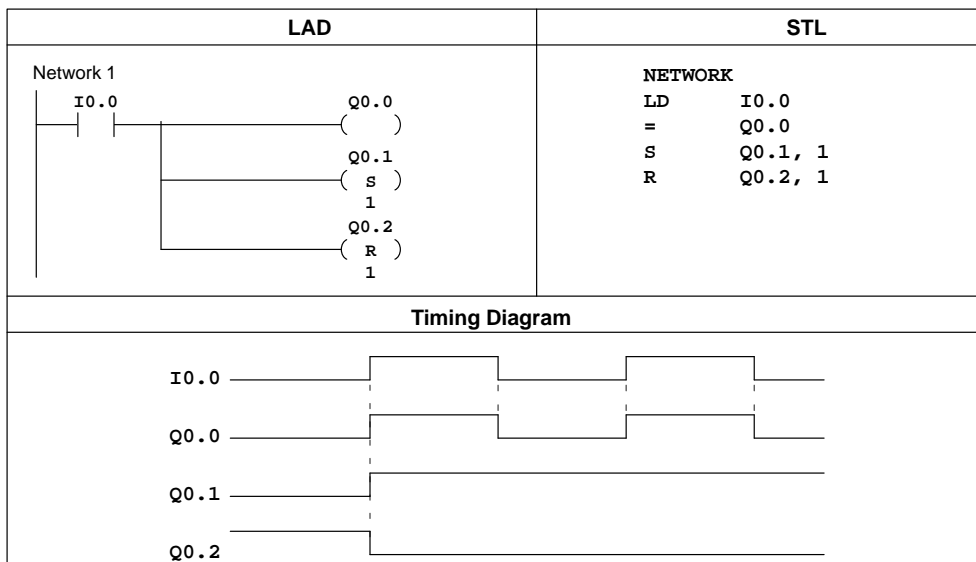 LAD
STL
Network 1
I0.0
Q0.0
Q0.1
S
1
Q0.2
R
1
NETWORK
LD I0.0
= Q0.0
S Q0.1, 1
R Q0.2, 1
Timing Diagram
I0.0
Q0.0
Q0.1
Q0.2